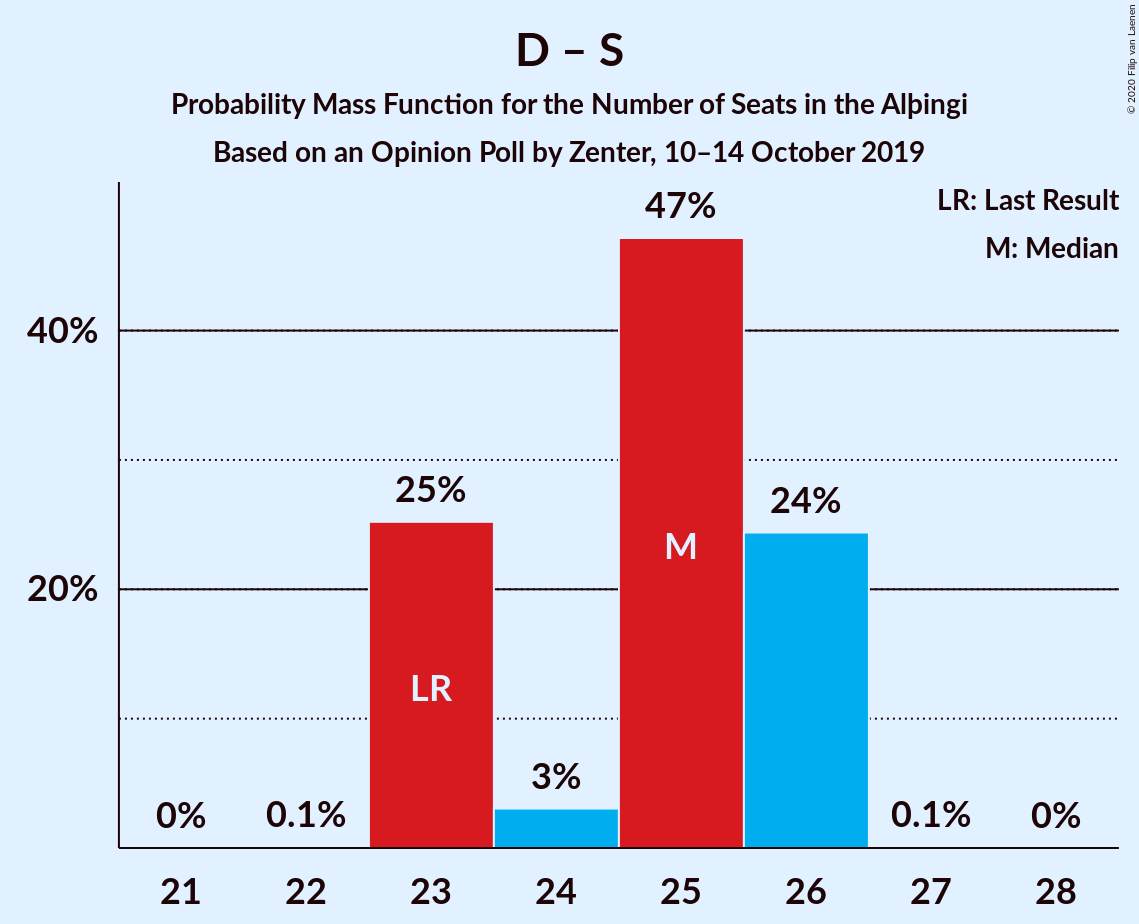 D – S
Probability Mass Function for the Number of Seats in the Alþingi
Based on an Opinion Poll by Zenter, 10–14 October 2019
© 2020 Filip van Laenen
LR: Last Result
M: Median
47%
40%
25%
24%
M
20%
LR
3%
0%
0.1%
0.1%
0%
21 22 23 24 25 26 27 28